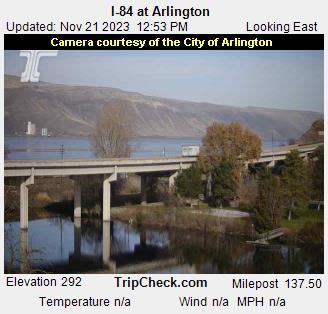 I-84 at Arlington
Updated: Nov 21 2023 12:53 PM Looking East
Camera courtesy of the City of Arlington
Elevation 292 TripCheck.com Milepost 137.50
Temperature n/a Wind n/a MPH n/a